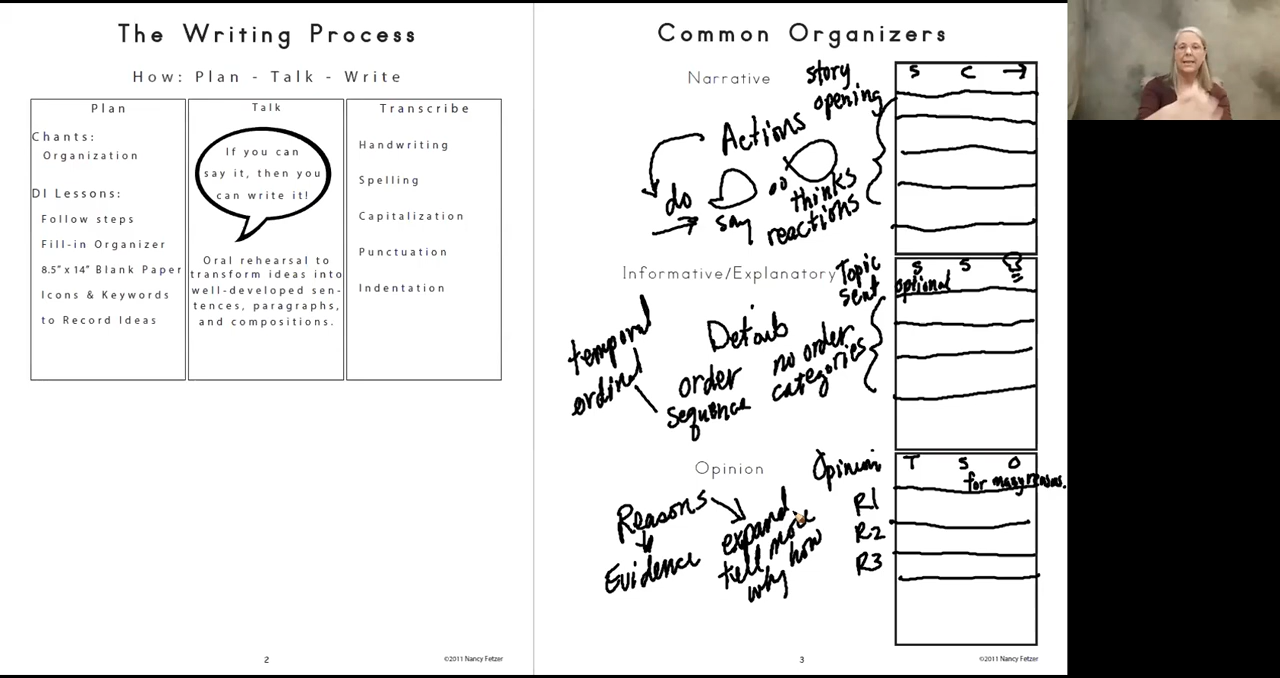 The Writing Process
How: Plan - Talk - Write
Plan
Chants:
Organization
DI Lessons:
Follow steps
Fill-in Organizer
8.5" x 14" Blank Paper
Icons & Keywords
to Record Ideas
Talk
If you can
say it, then you
can write it!
Oral rehearsal to
transform ideas into
well-developed sen-
tences, paragraphs,
and compositions.
Transcribe
Handwriting
Spelling
Capitalization
Punctuation
Indentation
2
©2011 Nancy Fetzer
Common Organizers
Narrative
story
opening
S C →
Actions
do
say
thinks
reactions
Informative/Explanatory
Topic
sent
S S
optional
Details
temporal
ordinal
order
sequence
no order
categories
Opinion
Opinion
T S O
for many reasons.
R1
R2
R3
Reasons
Evidence
expand
tell more
why how
3
©2011 Nancy Fetzer